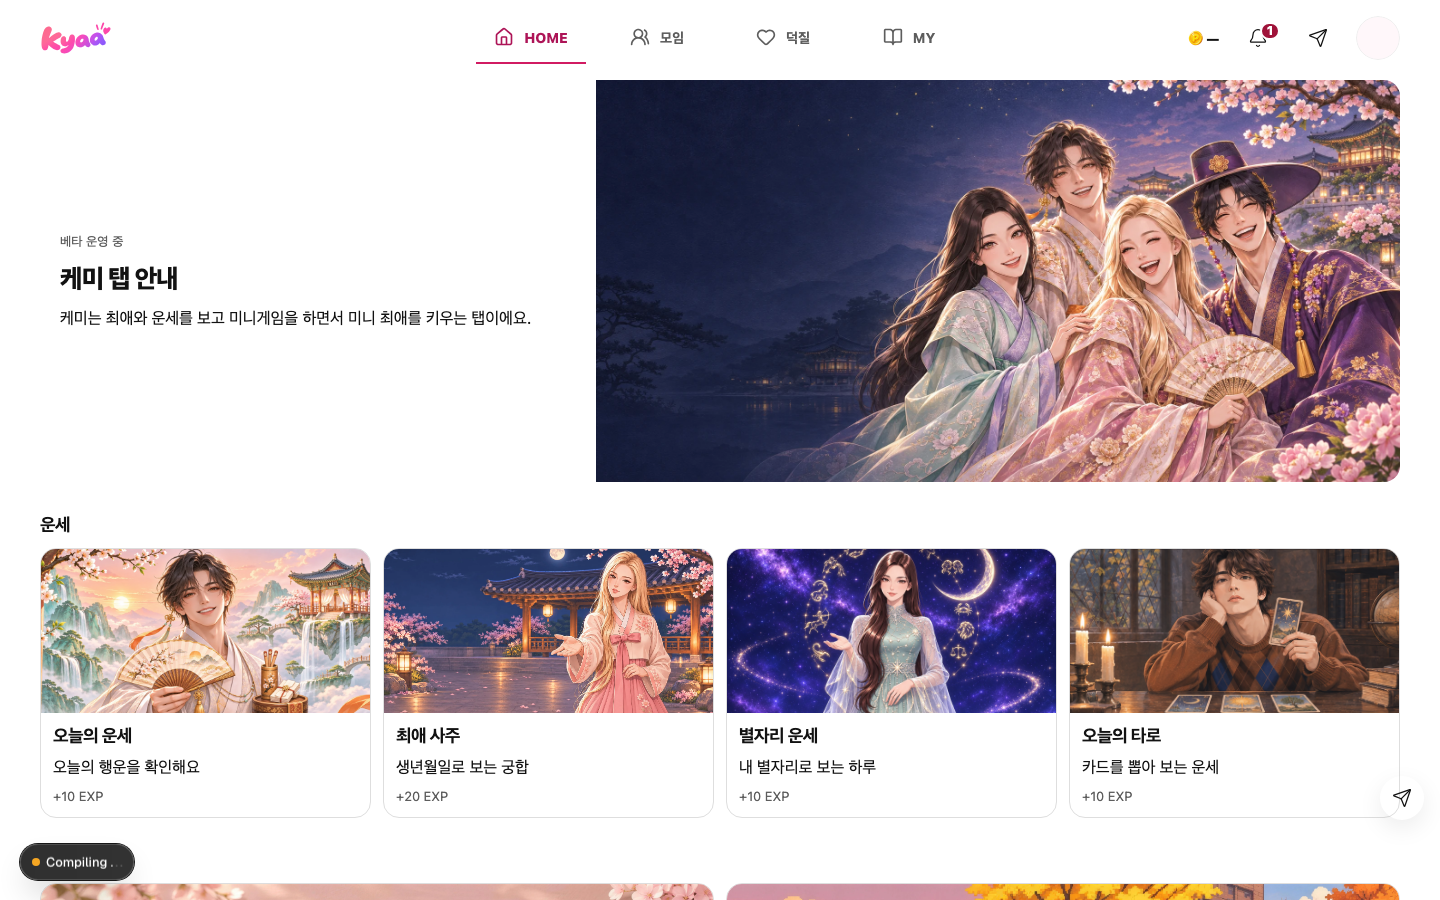 kyaa
HOME
모임
덕질
MY
1
베타 운영 중
케미 탭 안내
케미는 최애와 운세를 보고 미니게임을 하면서 미니 최애를 키우는 탭이에요.
운세
오늘의 운세
오늘의 행운을 확인해요
+10 EXP
최애 사주
생년월일로 보는 궁합
+20 EXP
별자리 운세
내 별자리로 보는 하루
+10 EXP
오늘의 타로
카드를 뽑아 보는 운세
+10 EXP
Compiling ...